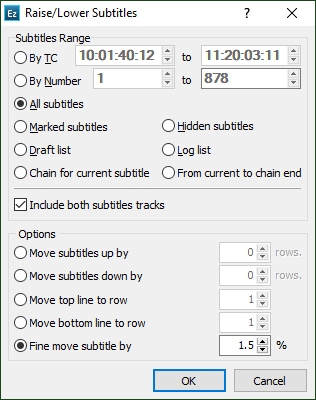 Ez Raise/Lower Subtitles
Subtitles Range
By TC 10:01:40:12 to 11:20:03:11
By Number 1 to 878
All subtitles
Marked subtitles Hidden subtitles
Draft list Log list
Chain for current subtitle From current to chain end
Include both subtitles tracks
Options
Move subtitles up by 0 rows.
Move subtitles down by 0 rows.
Move top line to row 1
Move bottom line to row 1
Fine move subtitle by 1.5 %
OK Cancel